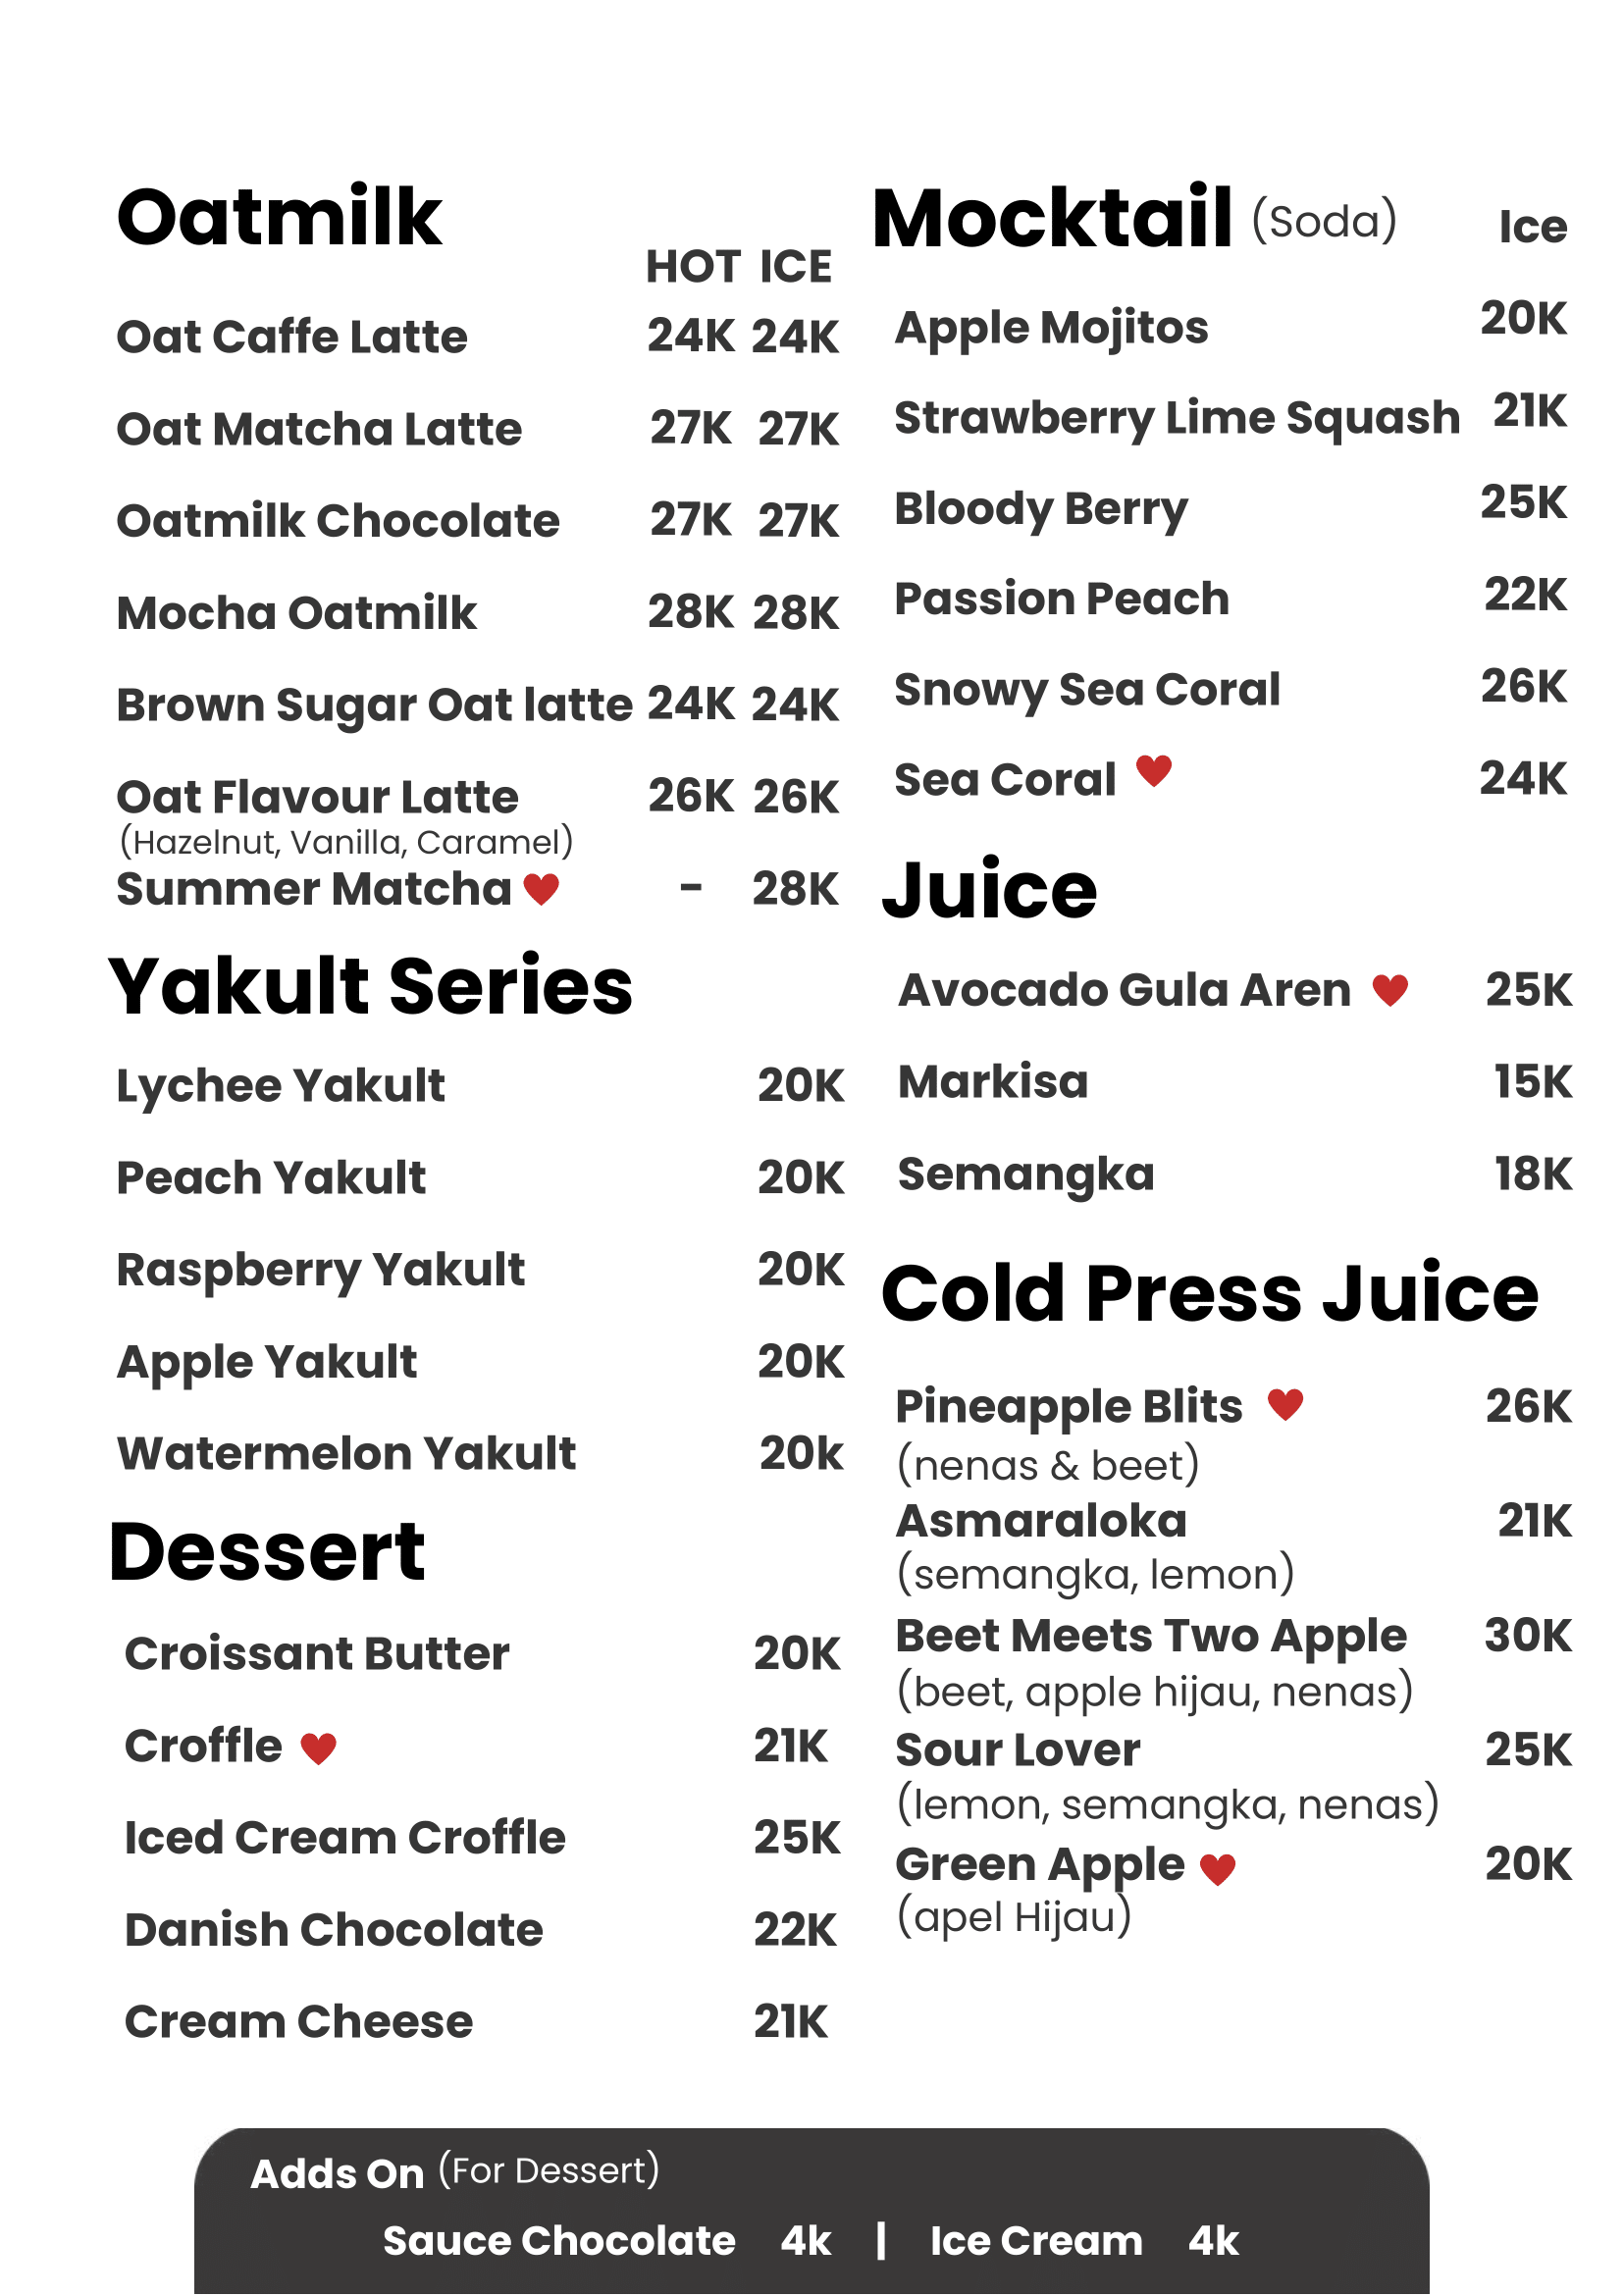 Oatmilk
HOT ICE
Oat Caffe Latte 24K 24K
Oat Matcha Latte 27K 27K
Oatmilk Chocolate 27K 27K
Mocha Oatmilk 28K 28K
Brown Sugar Oat latte 24K 24K
Oat Flavour Latte 26K 26K
(Hazelnut, Vanilla, Caramel)
Summer Matcha - 28K
Yakult Series
Lychee Yakult 20K
Peach Yakult 20K
Raspberry Yakult 20K
Apple Yakult 20K
Watermelon Yakult 20k
Dessert
Croissant Butter 20K
Croffle 21K
Iced Cream Croffle 25K
Danish Chocolate 22K
Cream Cheese 21K
Mocktail (Soda) Ice
Apple Mojitos 20K
Strawberry Lime Squash 21K
Bloody Berry 25K
Passion Peach 22K
Snowy Sea Coral 26K
Sea Coral 24K
Juice
Avocado Gula Aren 25K
Markisa 15K
Semangka 18K
Cold Press Juice
Pineapple Blits 26K
(nenas & beet)
Asmaraloka 21K
(semangka, lemon)
Beet Meets Two Apple 30K
(beet, apple hijau, nenas)
Sour Lover 25K
(lemon, semangka, nenas)
Green Apple 20K
(apel Hijau)
Adds On (For Dessert)
Sauce Chocolate 4k | Ice Cream 4k